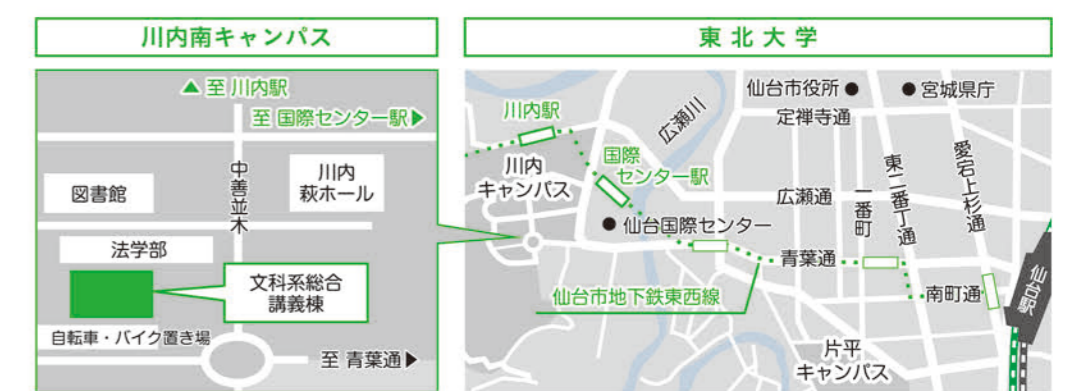 川内南キャンパス
▲至 川内駅
至 国際センター駅▶
中善並木
川内
萩ホール
図書館
法学部
文科系総合
講義棟
自転車・バイク置き場
至 青葉通▶
東北大学
仙台市役所●
●宮城県庁
定禅寺通
川内駅
広瀬川
国際
センター駅
川内
キャンパス
東二番丁通
愛宕上杉通
広瀬通
一番町
●仙台国際センター
青葉通
仙台駅
仙台市地下鉄東西線
南町通
片平
キャンパス